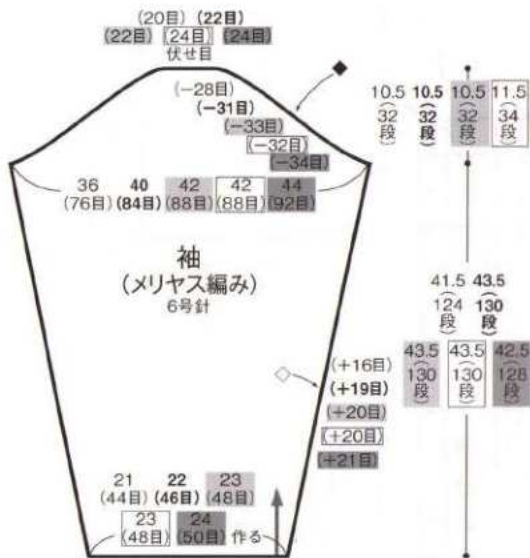 (20目) (22目)
(22目) (24目) (24目)
伏せ目
◆
(−28目)
(−31目)
(−33目)
(−32目)
(−34目)
10.5 10.5 10.5 11.5
(32段) (32段) (32段) (34段)
36 40 42 42 44
(76目) (84目) (88目) (88目) (92目)
袖
(メリヤス編み)
6号針
41.5 43.5
(124段) (130段)
43.5 43.5 42.5
(130段) (130段) (128段)
◇
(+16目)
(+19目)
(+20目)
(+20目)
(+21目)
21 22 23
(44目) (46目) (48目)
23 24
(48目) (50目) 作る